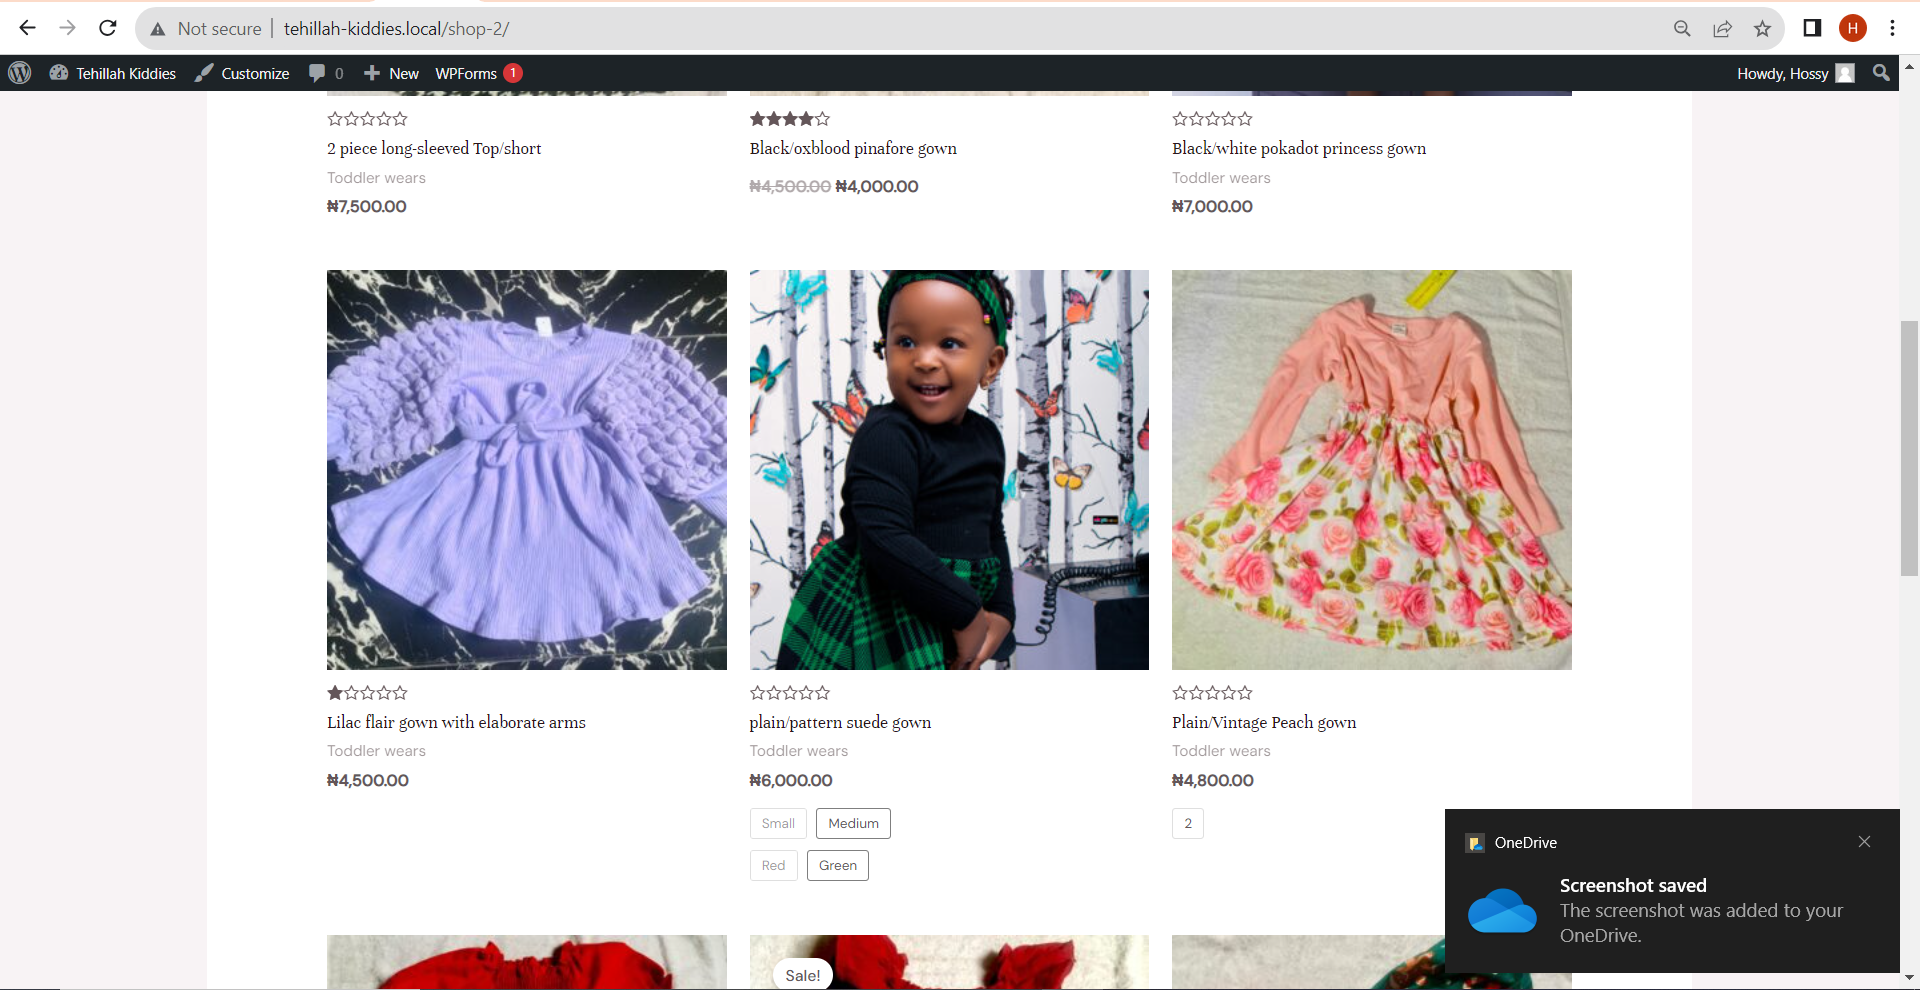 Not secure
tehillah-kiddies.local/shop-2/
H
Tehillah Kiddies
Customize
0
New
WPForms
1
Howdy, Hossy
2 piece long-sleeved Top/short
Toddler wears
₦7,500.00
Black/oxblood pinafore gown
₦4,500.00 ₦4,000.00
Black/white pokadot princess gown
Toddler wears
₦7,000.00
Lilac flair gown with elaborate arms
Toddler wears
₦4,500.00
plain/pattern suede gown
Toddler wears
₦6,000.00
Small
Medium
Red
Green
Plain/Vintage Peach gown
Toddler wears
₦4,800.00
2
Sale!
OneDrive
Screenshot saved
The screenshot was added to your
OneDrive.